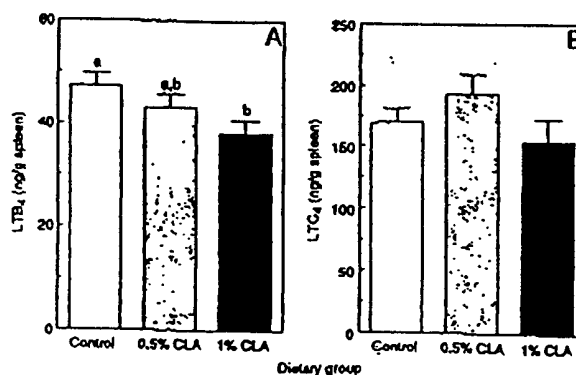 A
LTB4 (ng/g spleen)
60
40
20
0
a
a,b
b
Control 0.5% CLA 1% CLA
B
LTC4 (ng/g spleen)
250
200
150
100
50
0
Control 0.5% CLA 1% CLA
Dietary group